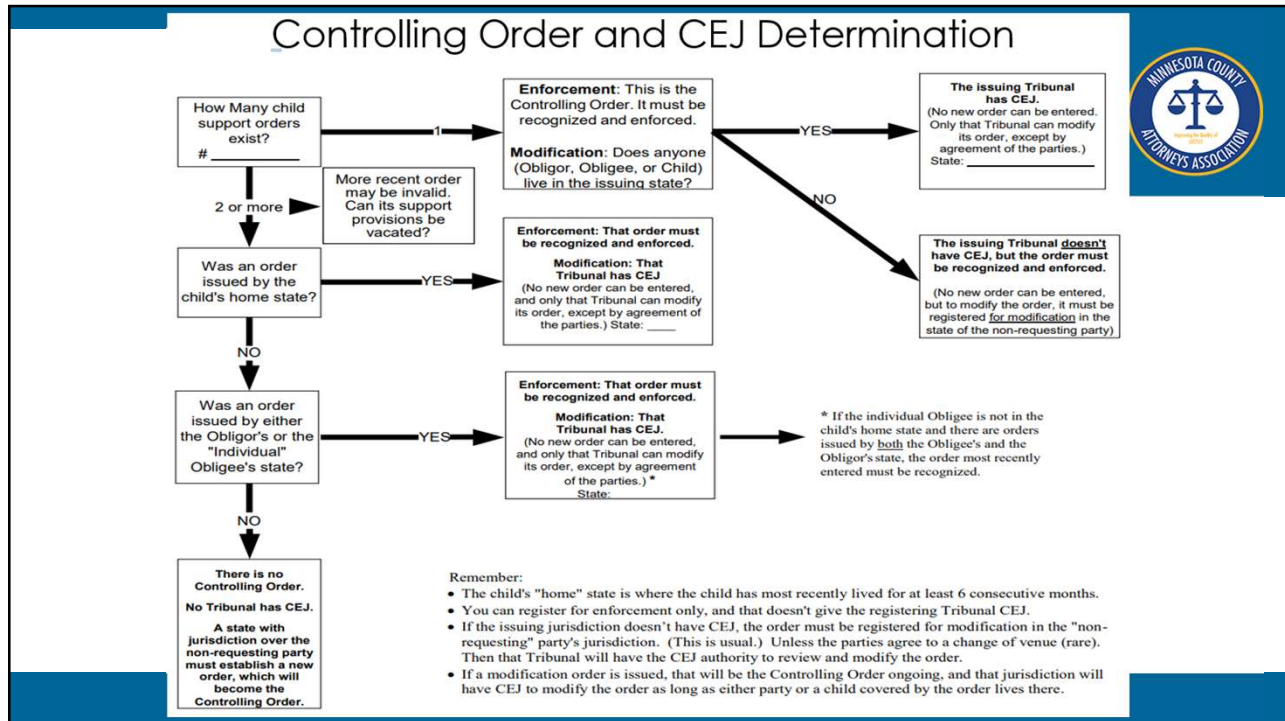 Controlling Order and CEJ Determination
MINNESOTA COUNTY
ATTORNEYS ASSOCIATION
How Many child
support orders
exist?
# __________
1
Enforcement: This is the
Controlling Order. It must be
recognized and enforced.
Modification: Does anyone
(Obligor, Obligee, or Child)
live in the issuing state?
YES
The issuing Tribunal
has CEJ.
(No new order can be entered.
Only that Tribunal can modify
its order, except by
agreement of the parties.)
State: __________________
NO
The issuing Tribunal doesn't
have CEJ, but the order must
be recognized and enforced.
(No new order can be entered,
but to modify the order, it must be
registered for modification in the
state of the non-requesting party)
2 or more
More recent order
may be invalid.
Can its support
provisions be
vacated?
Was an order
issued by the
child's home state?
YES
Enforcement: That order must
be recognized and enforced.
Modification: That
Tribunal has CEJ
(No new order can be entered,
and only that Tribunal can modify
its order, except by agreement of
the parties.) State: ____
NO
Was an order
issued by either
the Obligor's or the
"Individual"
Obligee's state?
YES
Enforcement: That order must
be recognized and enforced.
Modification: That
Tribunal has CEJ.
(No new order can be entered,
and only that Tribunal can modify
its order, except by agreement
of the parties.) *
State:
* If the individual Obligee is not in the
child's home state and there are orders
issued by both the Obligee's and the
Obligor's state, the order most recently
entered must be recognized.
NO
There is no
Controlling Order.
No Tribunal has CEJ.
A state with
jurisdiction over the
non-requesting party
must establish a new
order, which will
become the
Controlling Order.
Remember:
• The child's "home" state is where the child has most recently lived for at least 6 consecutive months.
• You can register for enforcement only, and that doesn't give the registering Tribunal CEJ.
• If the issuing jurisdiction doesn't have CEJ, the order must be registered for modification in the "non-
requesting" party's jurisdiction. (This is usual.) Unless the parties agree to a change of venue (rare).
Then that Tribunal will have the CEJ authority to review and modify the order.
• If a modification order is issued, that will be the Controlling Order ongoing, and that jurisdiction will
have CEJ to modify the order as long as either party or a child covered by the order lives there.